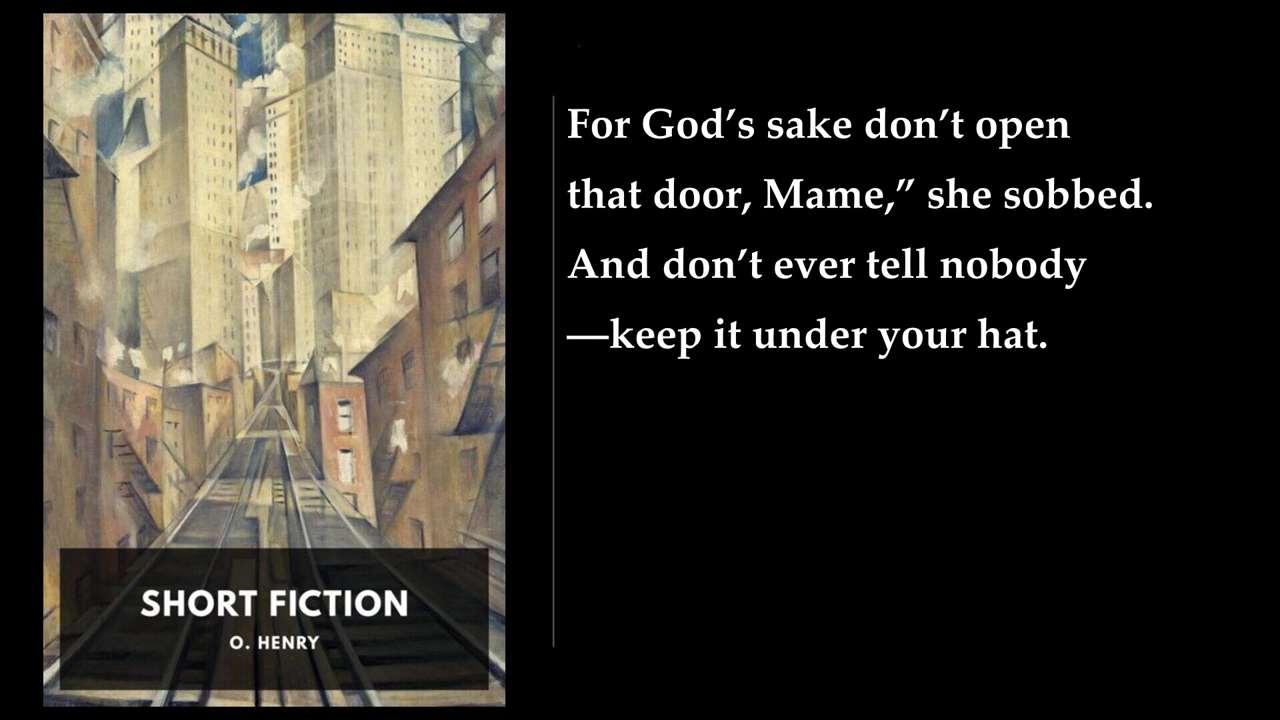 For God’s sake don’t open
that door, Mame,” she sobbed.
And don’t ever tell nobody
—keep it under your hat.
SHORT FICTION
O. HENRY